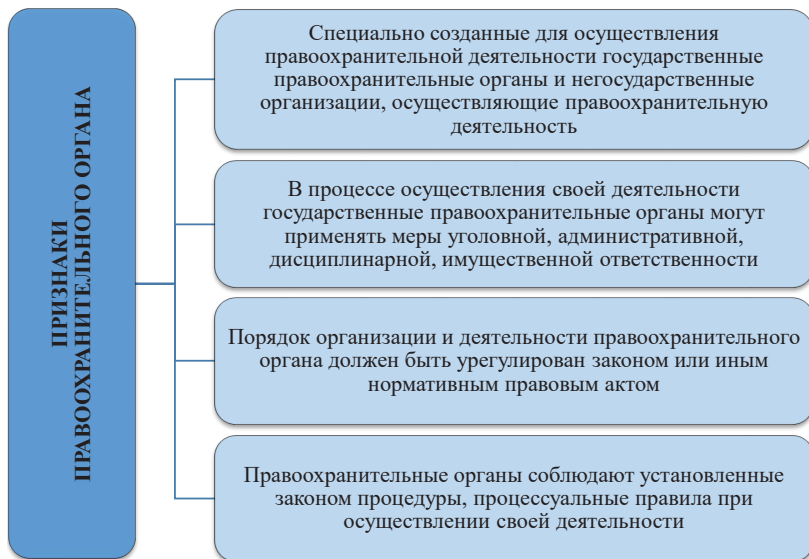 ПРИЗНАКИ
ПРАВООХРАНИТЕЛЬНОГО ОРГАНА
Специально созданные для осуществления
правоохранительной деятельности государственные
правоохранительные органы и негосударственные
организации, осуществляющие правоохранительную
деятельность
В процессе осуществления своей деятельности
государственные правоохранительные органы могут
применять меры уголовной, административной,
дисциплинарной, имущественной ответственности
Порядок организации и деятельности правоохранительного
органа должен быть урегулирован законом или иным
нормативным правовым актом
Правоохранительные органы соблюдают установленные
законом процедуры, процессуальные правила при
осуществлении своей деятельности